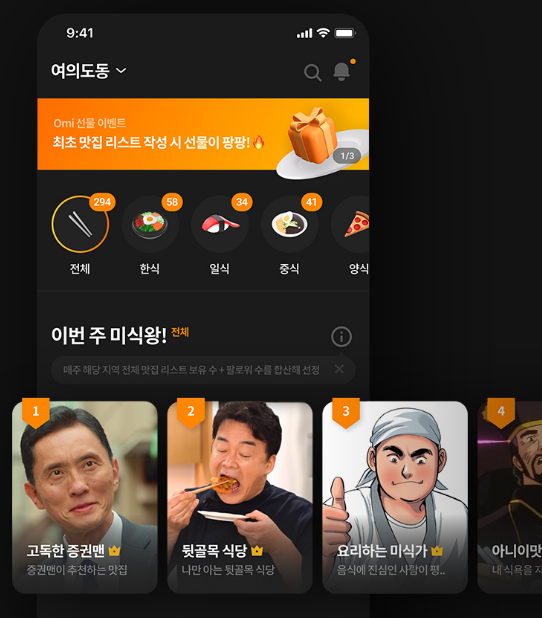 9:41
여의도동
Omi 선물 이벤트
최초 맛집 리스트 작성 시 선물이 팡팡!
1/3
294
58
34
41
전체
한식
일식
중식
양식
이번 주 미식왕! 전체
매주 해당 지역 전체 맛집 리스트 보유 수 + 팔로워 수를 합산해 선정
1
2
3
4
고독한 증권맨
증권맨이 추천하는 맛집
뒷골목 식당
나만 아는 뒷골목 식당
요리하는 미식가
음식에 진심인 사람이 평..
아니이맛
내 식욕을